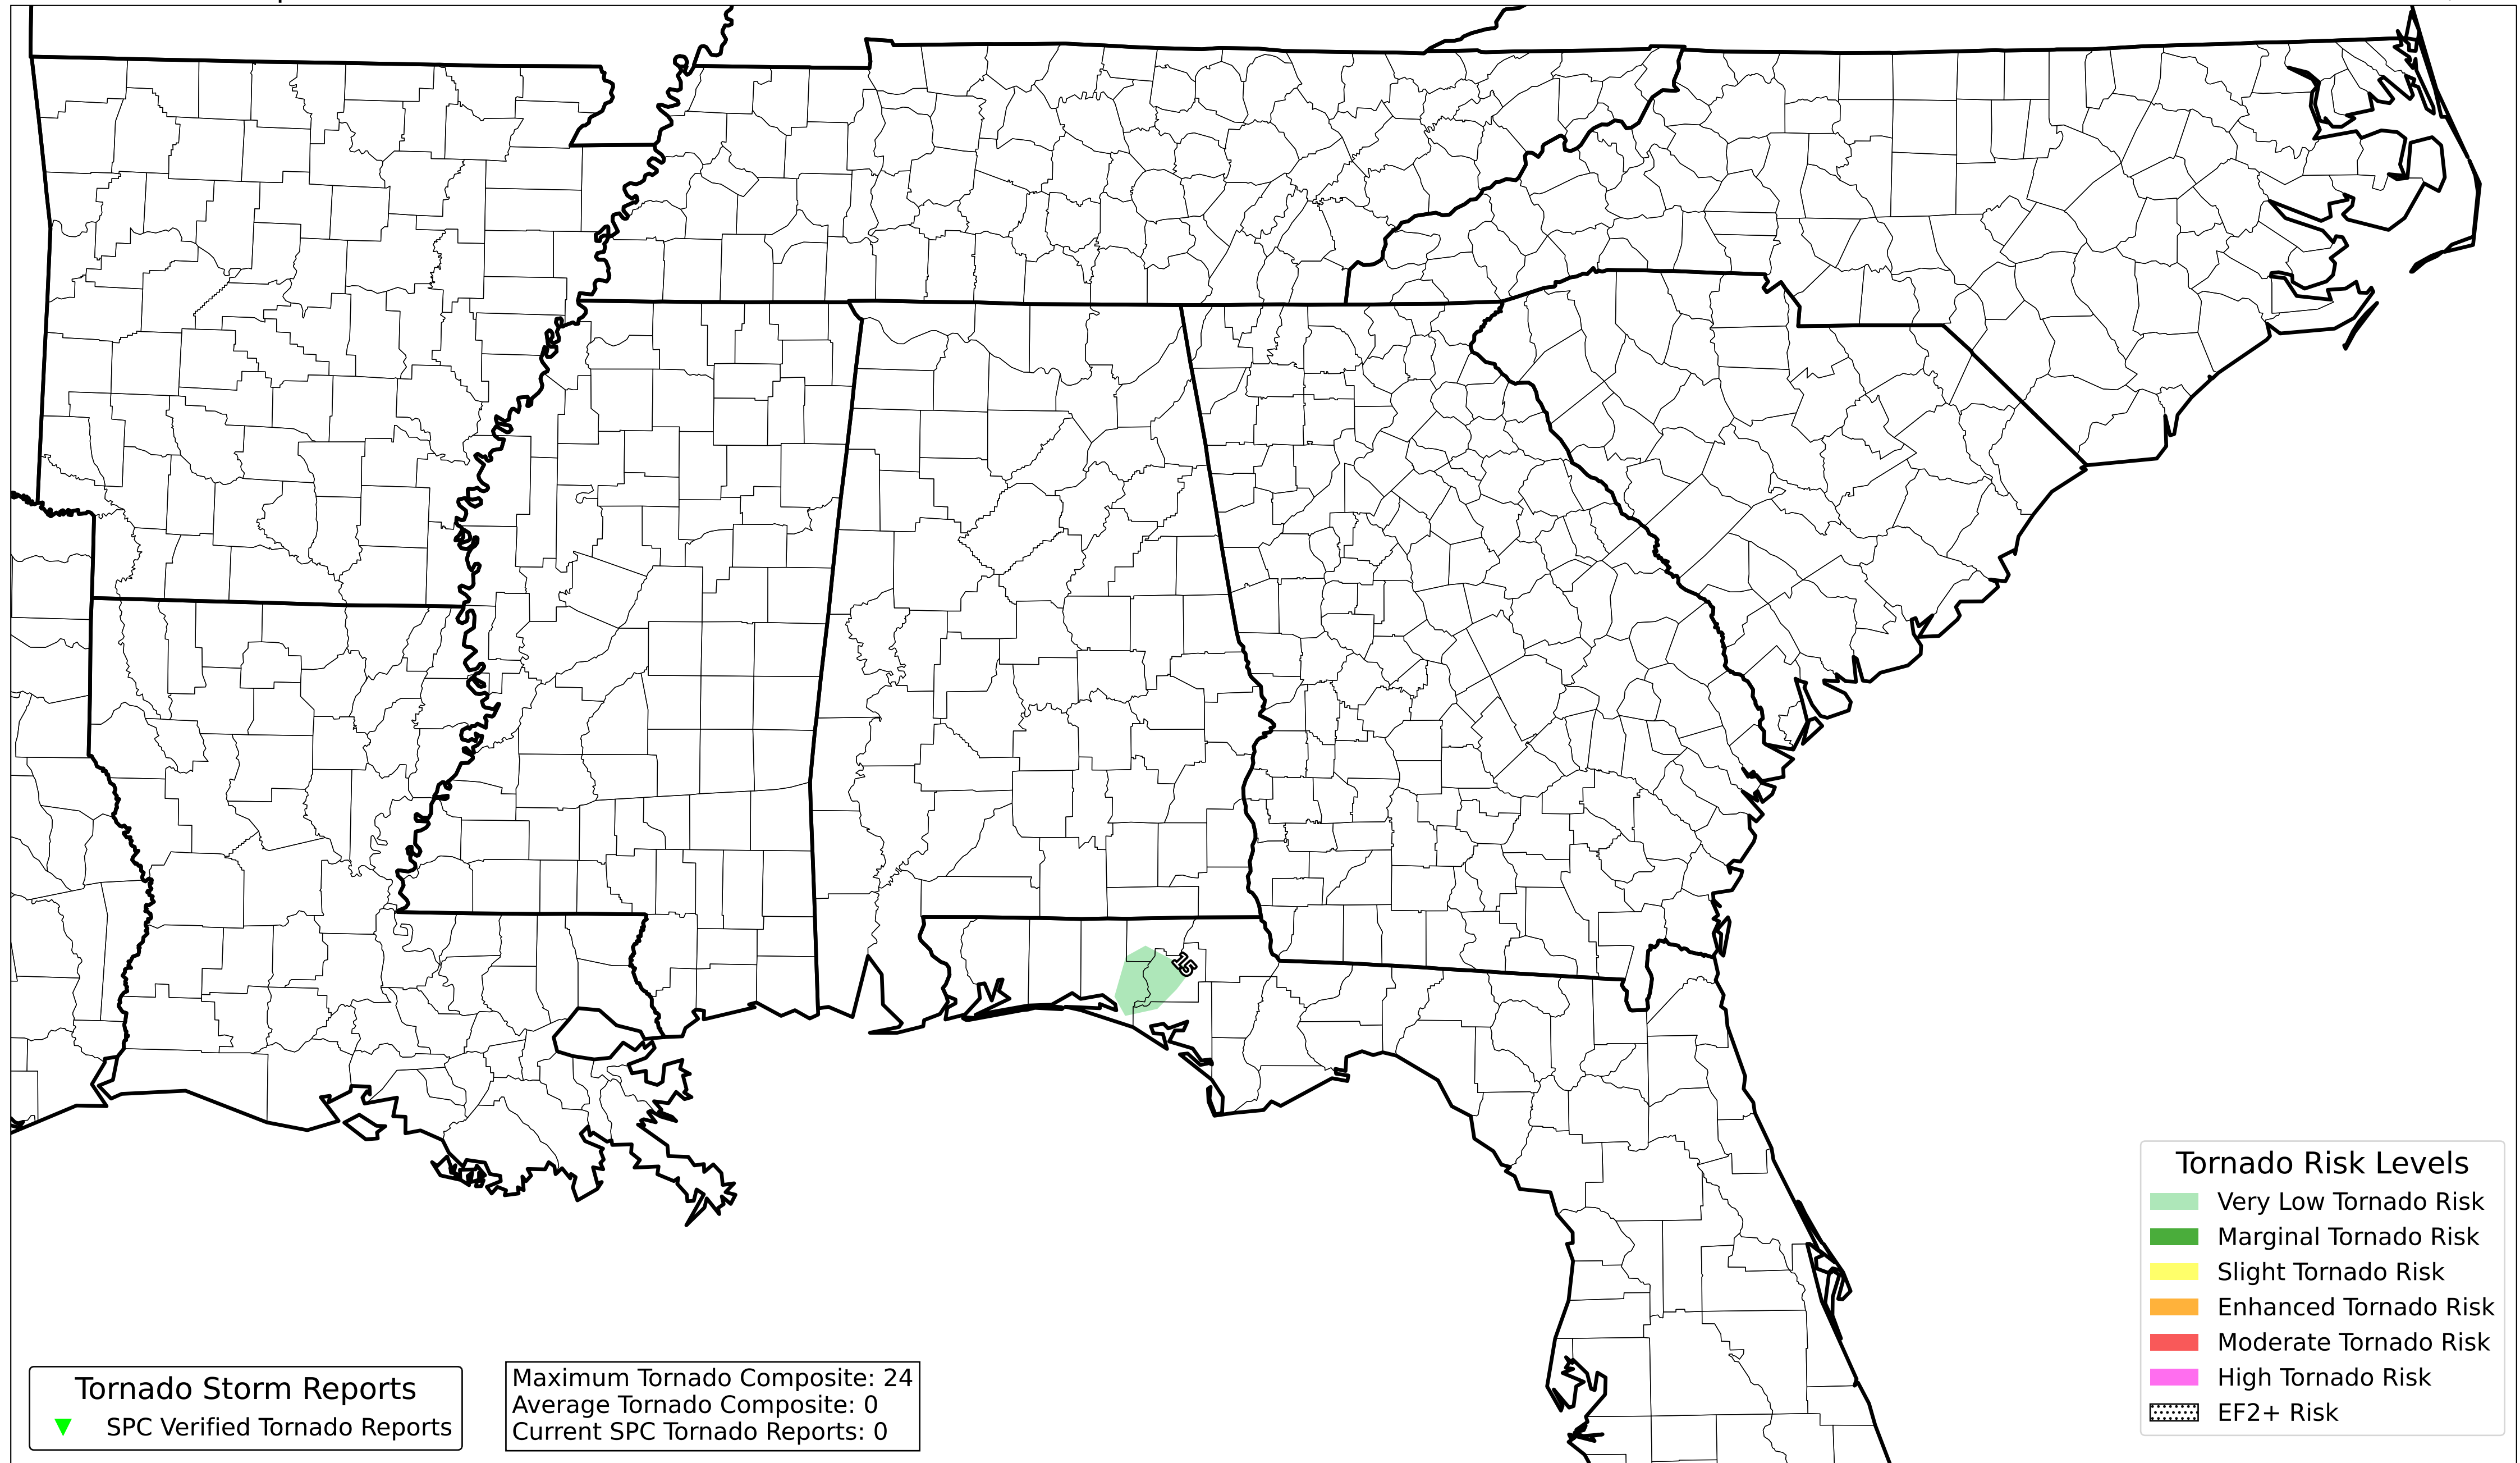 15
Tornado Risk Levels
Very Low Tornado Risk
Marginal Tornado Risk
Slight Tornado Risk
Enhanced Tornado Risk
Moderate Tornado Risk
High Tornado Risk
EF2+ Risk
Tornado Storm Reports
SPC Verified Tornado Reports
Maximum Tornado Composite: 24
Average Tornado Composite: 0
Current SPC Tornado Reports: 0